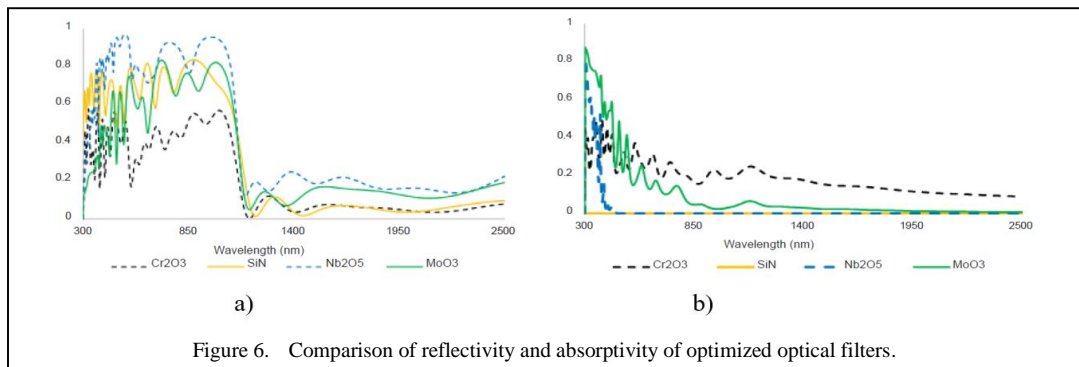 1
0.8
0.6
0.4
0.2
0
300 850 1400 1950 2500
Wavelength (nm)
Cr2O3 SiN Nb2O5 MoO3
a)
1
0.8
0.6
0.4
0.2
0
300 850 1400 1950 2500
Wavelength (nm)
Cr2O3 SiN Nb2O5 MoO3
b)
Figure 6. Comparison of reflectivity and absorptivity of optimized optical filters.